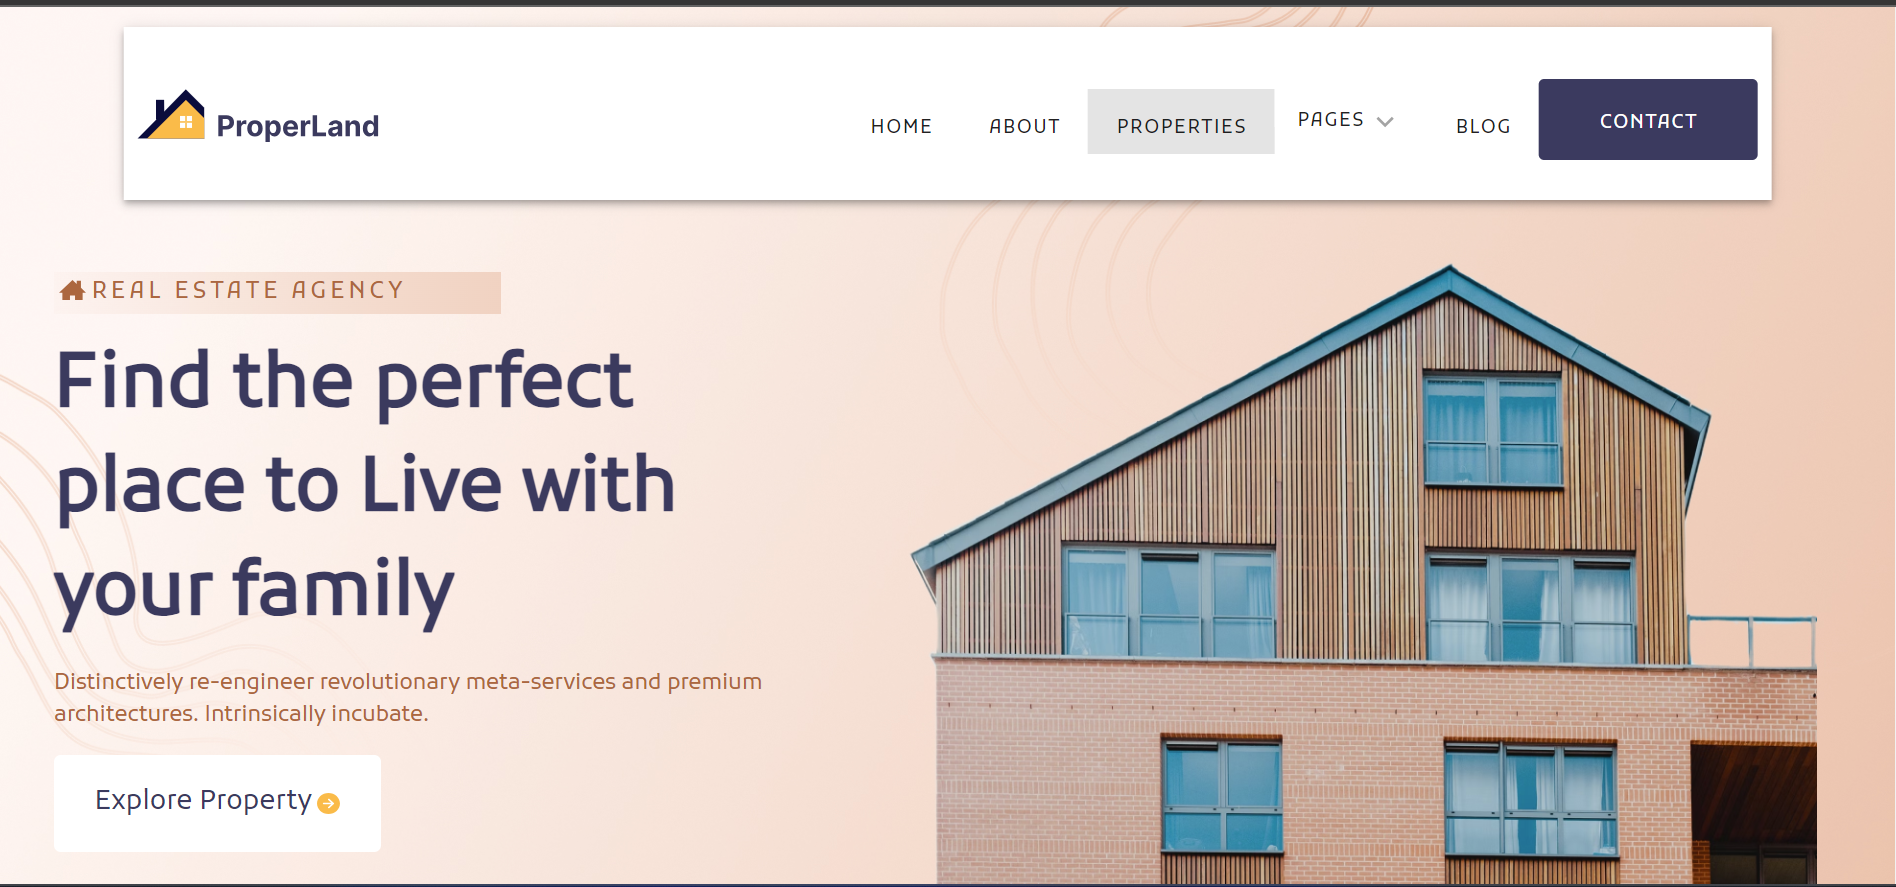 ProperLand
HOME ABOUT PROPERTIES PAGES BLOG CONTACT
REAL ESTATE AGENCY
Find the perfect
place to Live with
your family
Distinctively re-engineer revolutionary meta-services and premium
architectures. Intrinsically incubate.
Explore Property